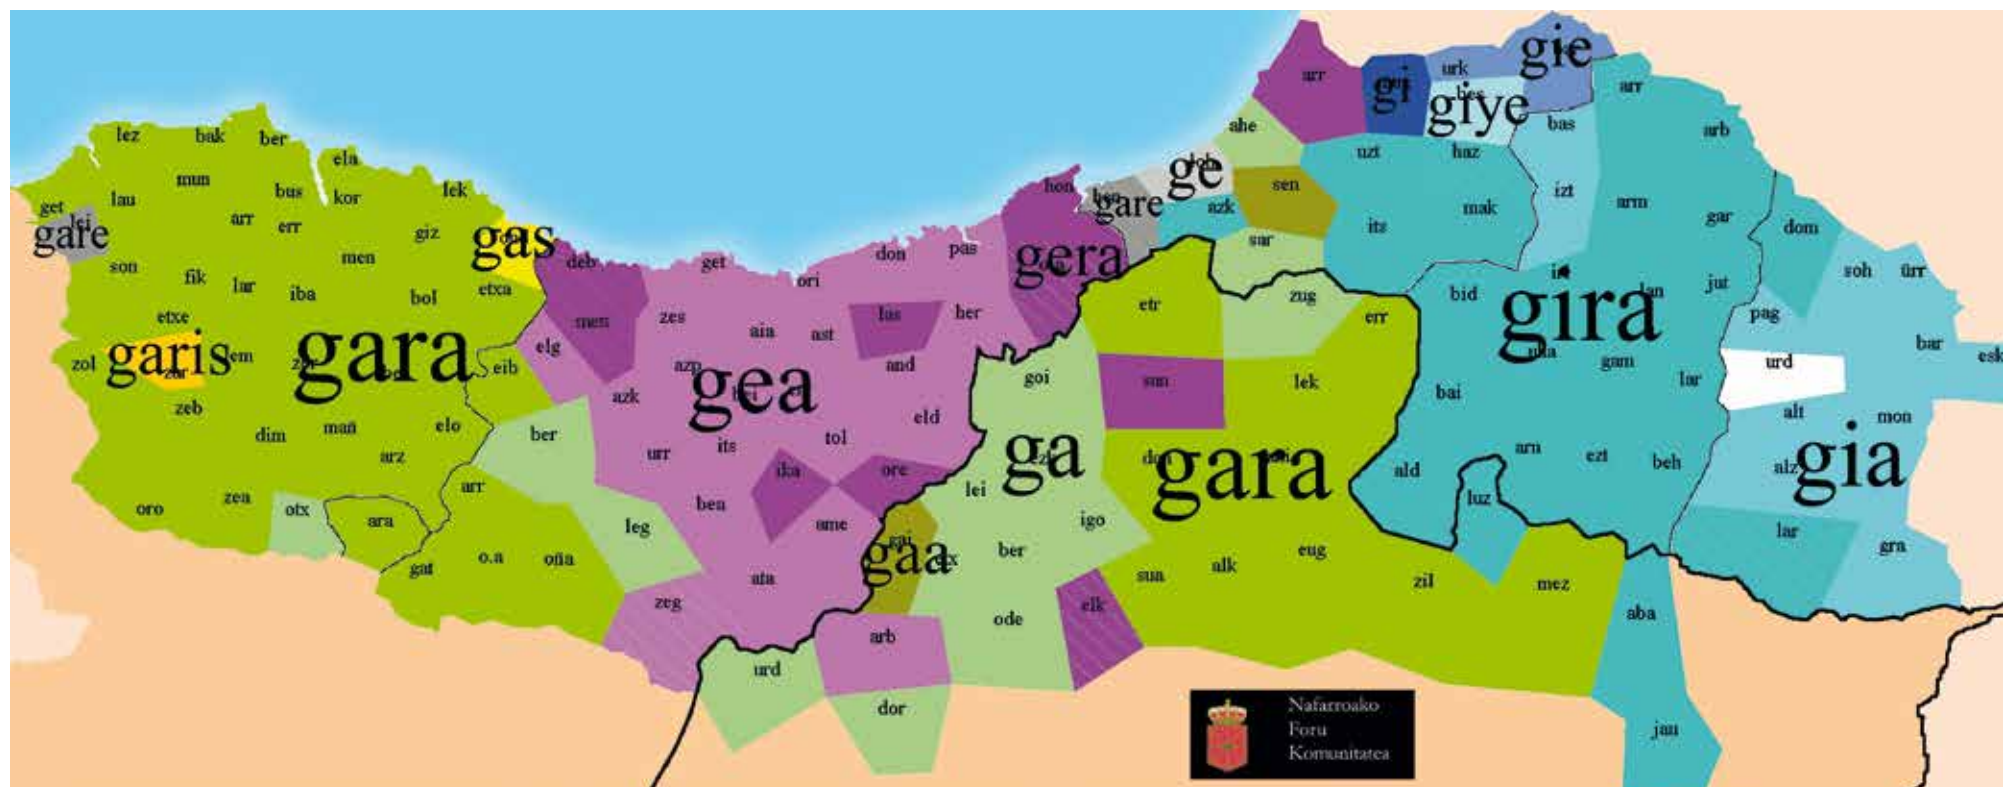 gie
urk
gi
giye
bes
arr
arr
bas
arb
lez
bak
ber
ela
ahe
uzt
haz
mun
bus
kor
lek
lau
get
lei
gare
arr
err
giz
gas
hon
gare
ge
azk
sen
izt
mak
arm
gar
its
sur
dom
son
fik
lar
iba
men
bol
etxa
deb
get
ori
don
pas
gera
zug
etr
err
bid
gira
lan
jut
soh
ürr
pag
etxe
garis
zol
zeb
gara
eib
elg
men
zes
aia
ast
las
her
azp
and
gea
azk
goi
sun
lek
bai
gam
lar
urd
bar
esk
alt
mon
dim
mañ
elo
arz
ber
urr
its
tol
eld
ga
gara
ald
arn
ezt
beh
alz
gia
oro
zea
otx
ara
arr
ika
ore
lei
igo
luz
lar
gra
gat
o.a
oña
leg
ben
ame
gaa
ber
sua
alk
eug
zil
mez
ata
zeg
arb
ode
elk
aba
urd
dor
jau
Nafarroako
Foru
Komunitatea